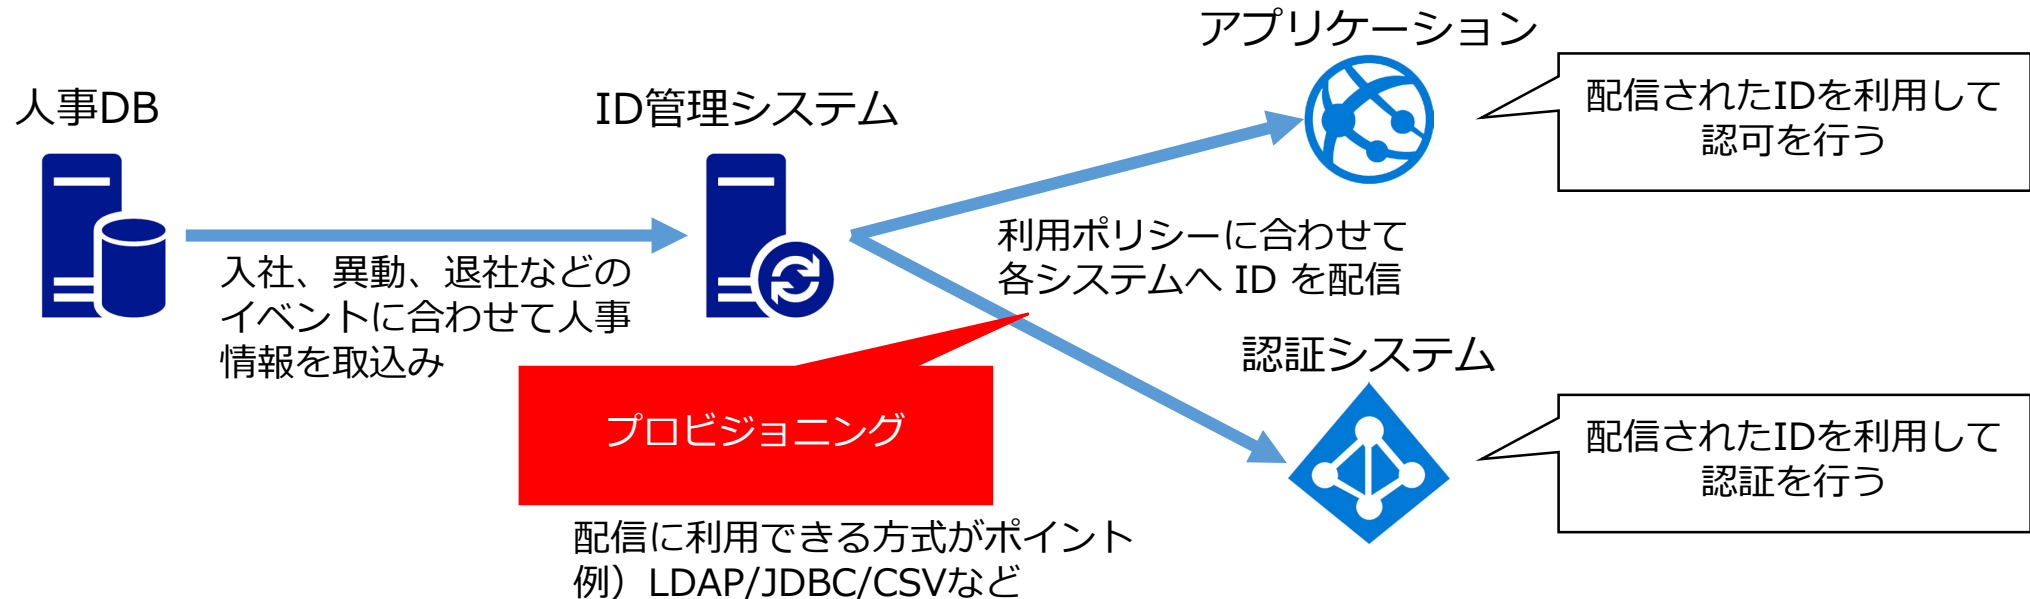 人事DB
入社、異動、退社などの
イベントに合わせて人事
情報を取込み
ID管理システム
プロビジョニング
配信に利用できる方式がポイント
例）LDAP/JDBC/CSVなど
利用ポリシーに合わせて
各システムへ ID を配信
アプリケーション
配信されたIDを利用して
認可を行う
認証システム
配信されたIDを利用して
認証を行う